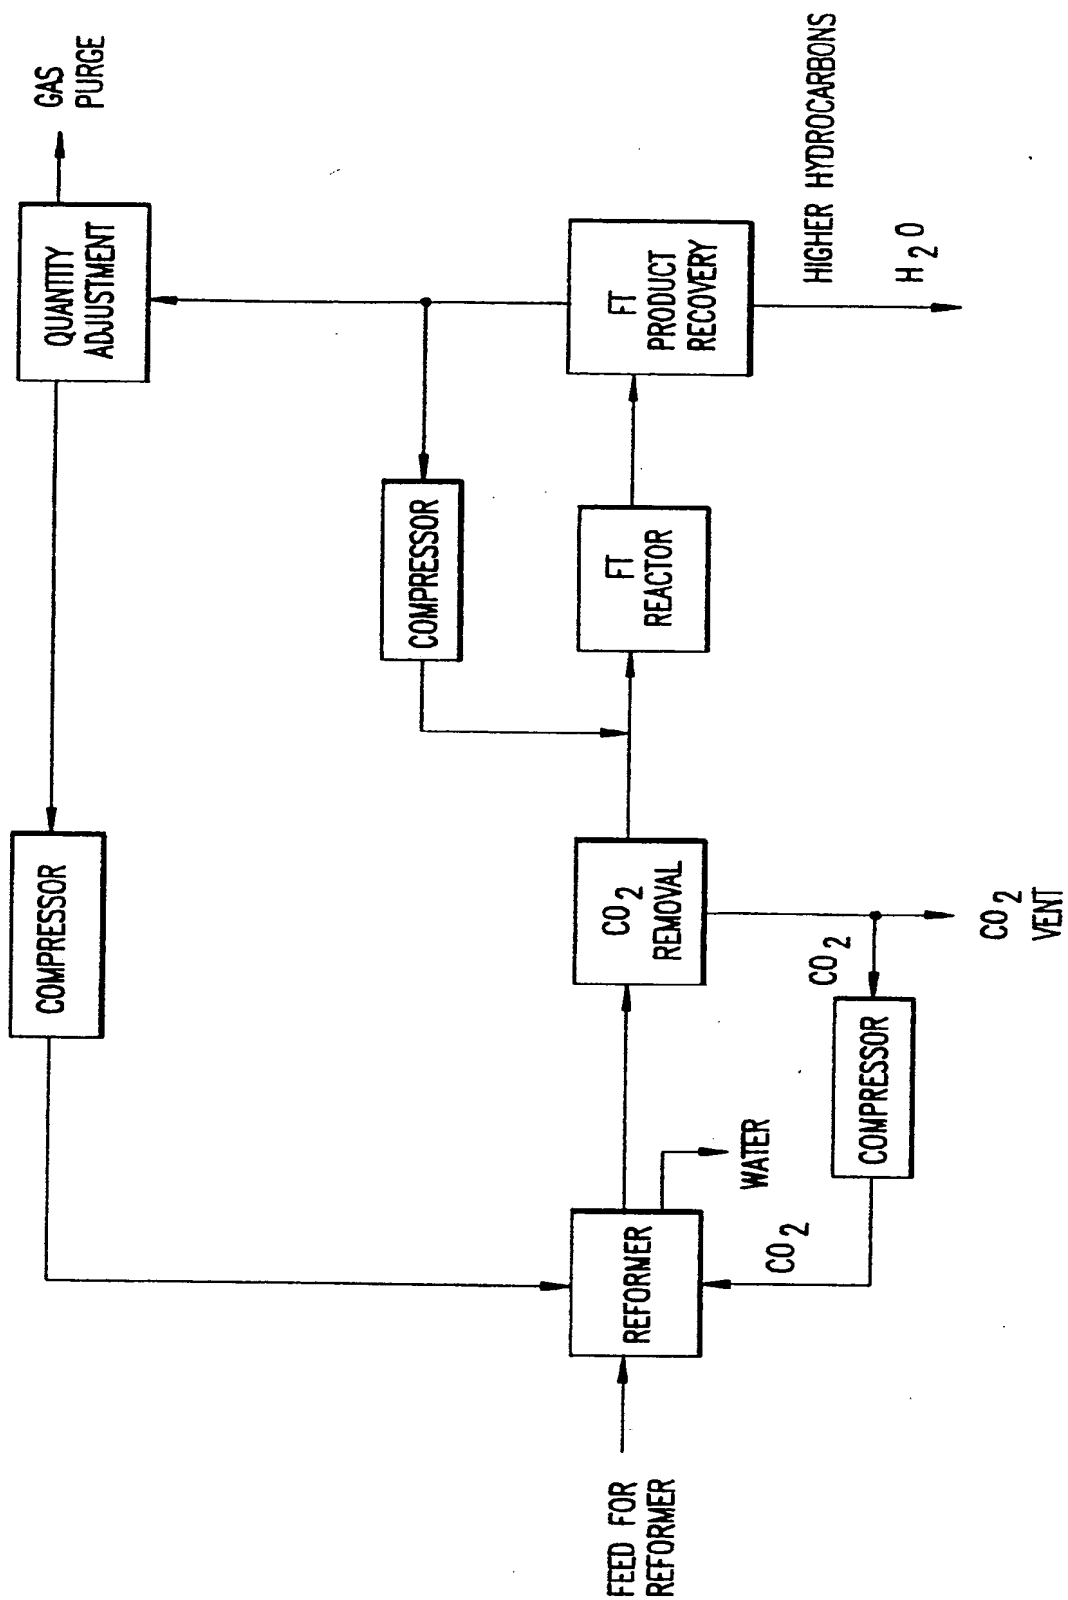 GAS
PURGE
QUANTITY
ADJUSTMENT
COMPRESSOR
COMPRESSOR
FEED FOR
REFORMER
REFORMER
CO2
REMOVAL
FT
REACTOR
FT
PRODUCT
RECOVERY
WATER
HIGHER HYDROCARBONS
H2O
CO2
COMPRESSOR
CO2
CO2
VENT